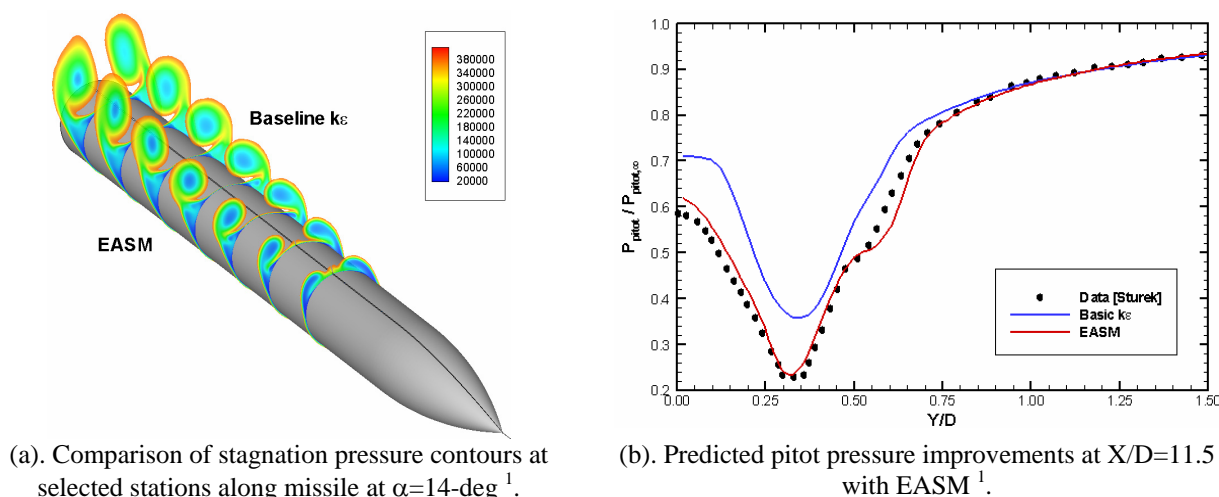 380000
340000
300000
260000
220000
180000
140000
100000
60000
20000
Baseline kε
EASM
(a). Comparison of stagnation pressure contours at
selected stations along missile at α=14-deg 1.
1.0
0.9
0.8
0.7
0.6
0.5
0.4
0.3
0.2
P pitot / P pitot,∞
0.00
0.25
0.50
0.75
1.00
1.25
1.50
Y/D
Data [Sturek]
Basic kε
EASM
(b). Predicted pitot pressure improvements at X/D=11.5
with EASM 1.